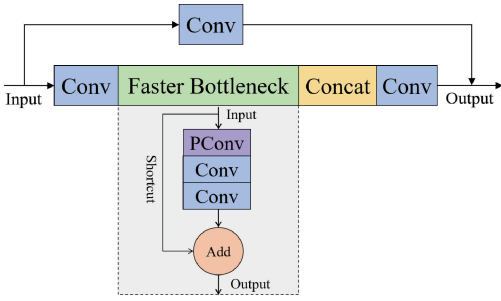 Conv
Input
Conv
Faster Bottleneck
Concat
Conv
Output
Input
Shortcut
PConv
Conv
Conv
Add
Output